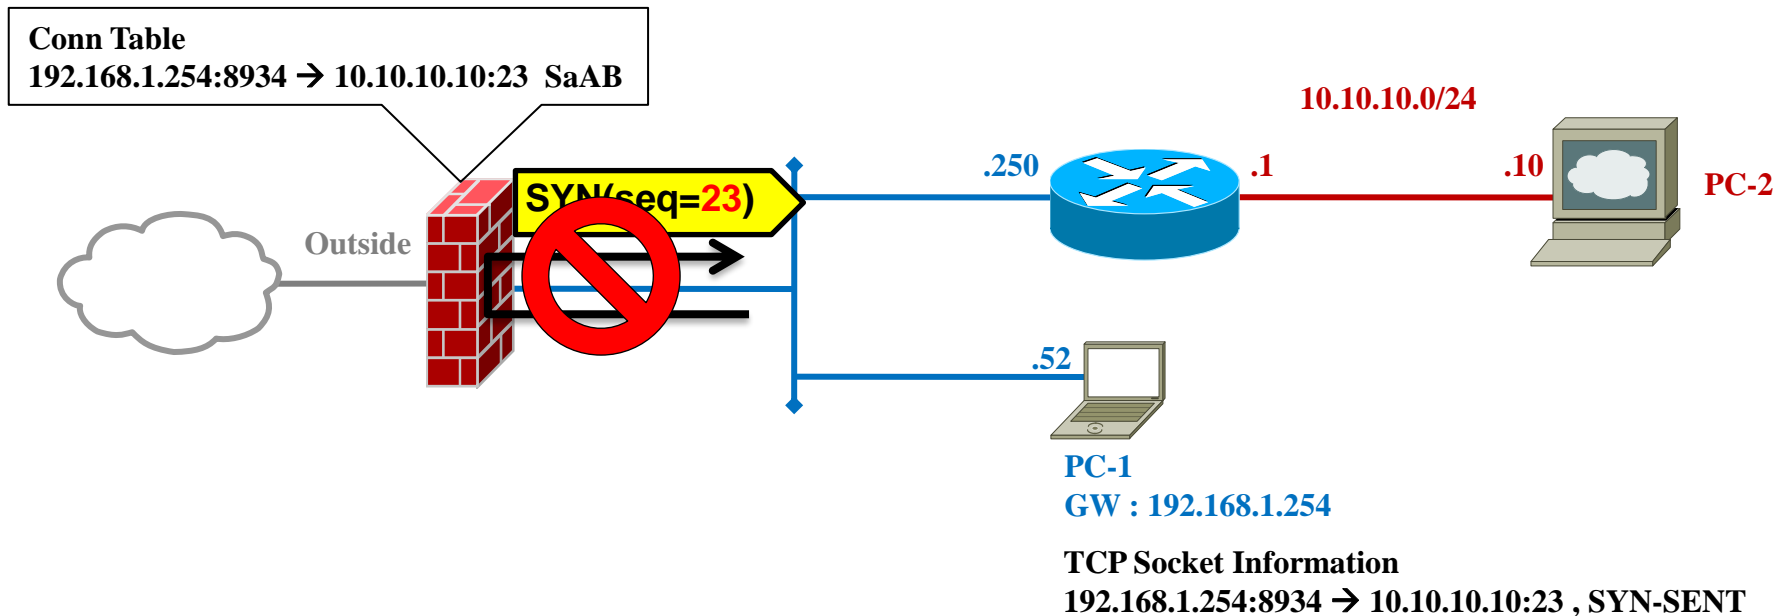 Conn Table
192.168.1.254:8934 → 10.10.10.10:23 SaAB
10.10.10.0/24
.250
.1
.10
PC-2
SYN(seq=23)
Outside
.52
PC-1
GW : 192.168.1.254
TCP Socket Information
192.168.1.254:8934 → 10.10.10.10:23 , SYN-SENT